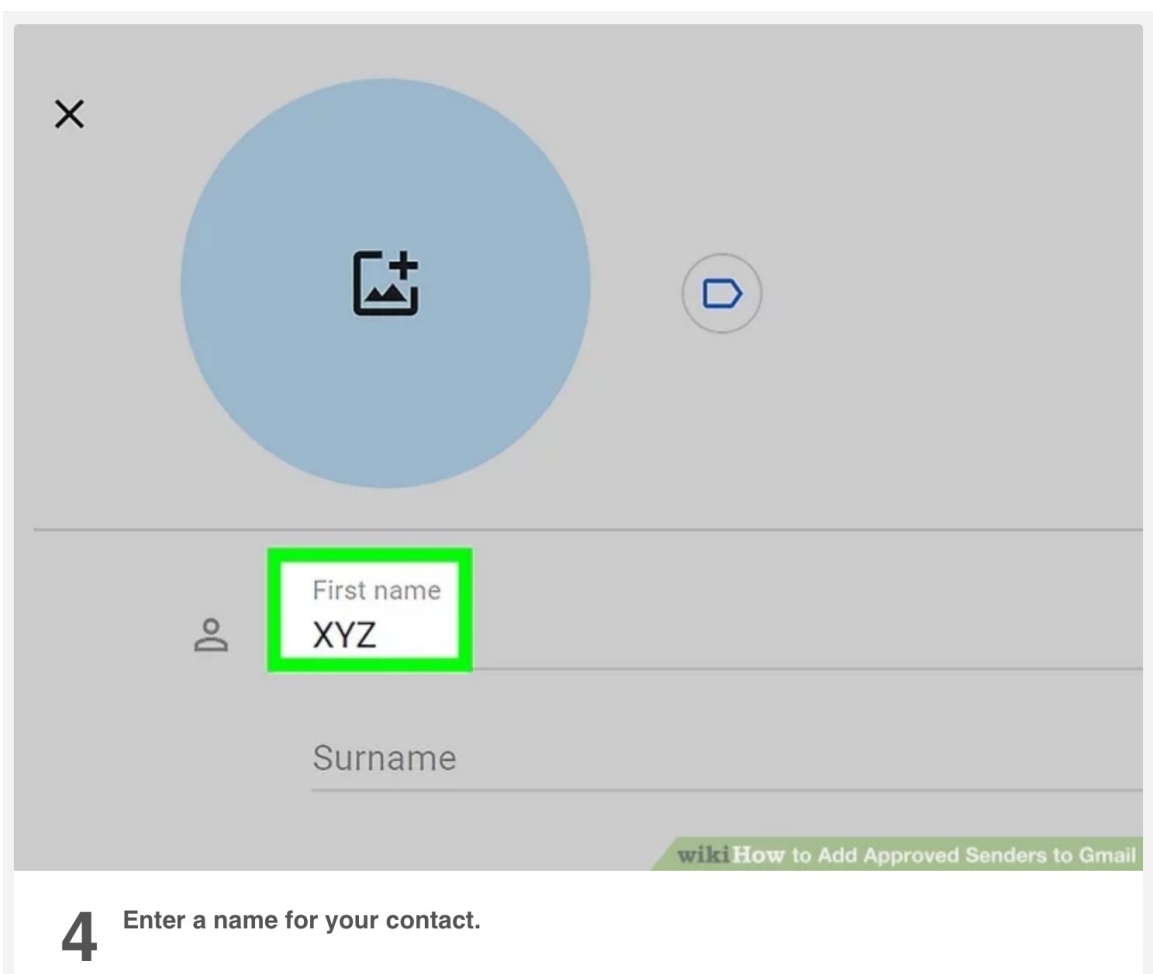 First name
XYZ
Surname
wikiHow to Add Approved Senders to Gmail
4 Enter a name for your contact.